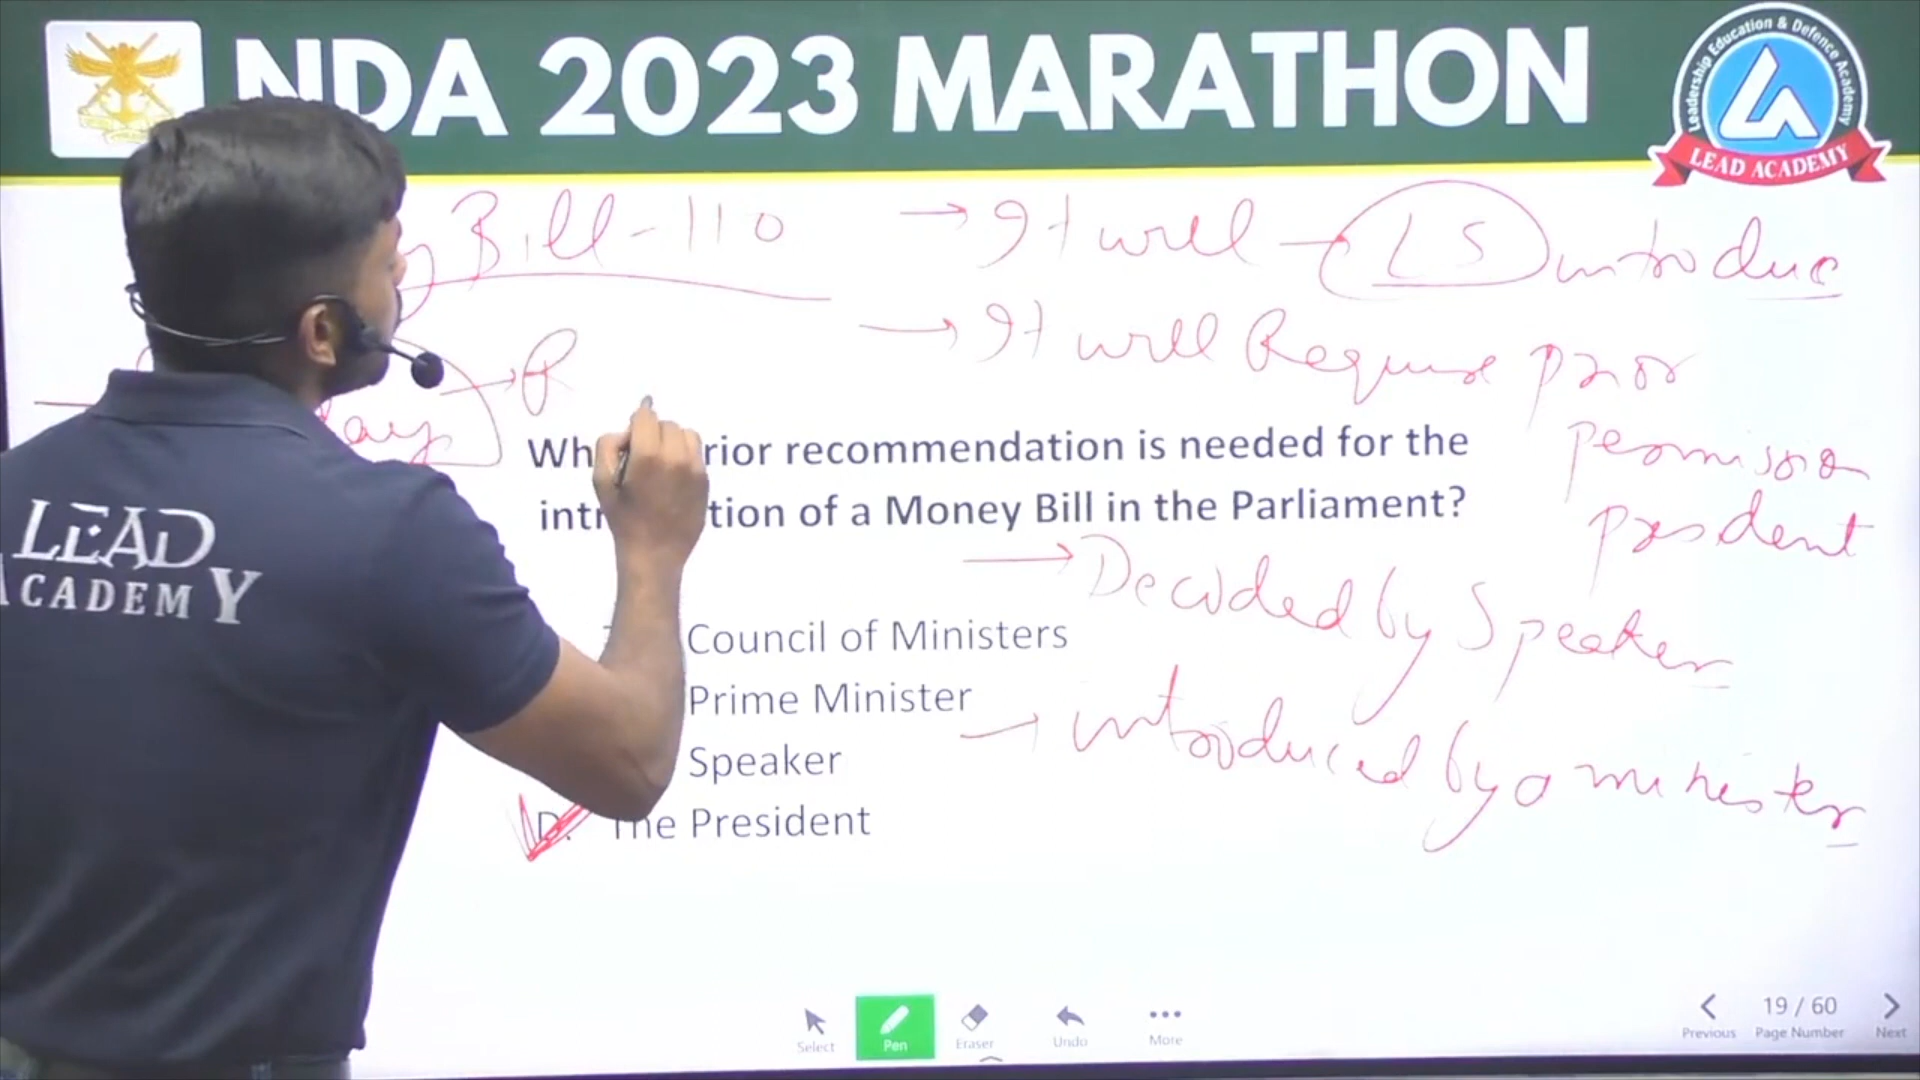 NDA 2023 MARATHON
Leadership Education & Defence Academy
LEAD ACADEMY
Bill - 110
→ It will - LS introduce
→ It will Require prior
permission
presdent
→ R
days
rior recommendation is needed for the
tion of a Money Bill in the Parliament?
→ Decided by Speaker
Council of Ministers
Prime Minister
→ introduced by a minister
Speaker
D. The President
LEAD
ACADEMY
Select
Pen
Eraser
Undo
More
19 / 60
Previous Page Number Next